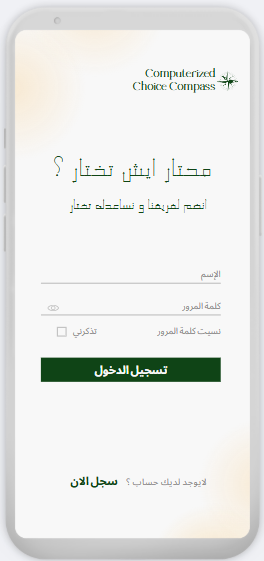 Computerized
Choice Compass
محتار ايش تختار ؟
انضم لفريقنا و نساعدك تختار
الإسم
كلمة المرور
نسيت كلمة المرور
تذكرني
تسجيل الدخول
لايوجد لديك حساب ؟ سجل الان